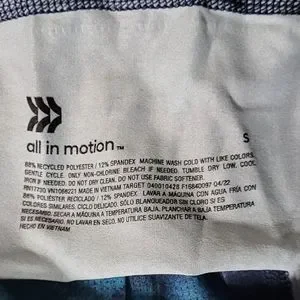 S
all in motion™
88% RECYCLED POLYESTER / 12% SPANDEX MACHINE WASH COLD WITH LIKE COLORS,
GENTLE CYCLE. ONLY NON-CHLORINE BLEACH IF NEEDED. TUMBLE DRY LOW, COOL
IRON IF NEEDED. DO NOT DRY CLEAN. DO NOT USE FABRIC SOFTENER.
RN17730 VN1068221 MADE IN VIETNAM TARGET 040010428 F16840097 04/22
88% POLIÉSTER RECICLADO / 12% SPANDEX LAVAR A MÁQUINA CON AGUA FRÍA CON
COLORES SIMILARES. CICLO DELICADO. SÓLO BLANQUEADOR SIN CLORO SI ES
NECESARIO. SECAR A MÁQUINA A TEMPERATURA BAJA, PLANCHAR A BAJA TEMPERATURA
SI ES NECESARIO. NO LAVAR EN SECO. NO UTILICE SUAVIZANTE DE TELA.
HECHO EN VIETNAM